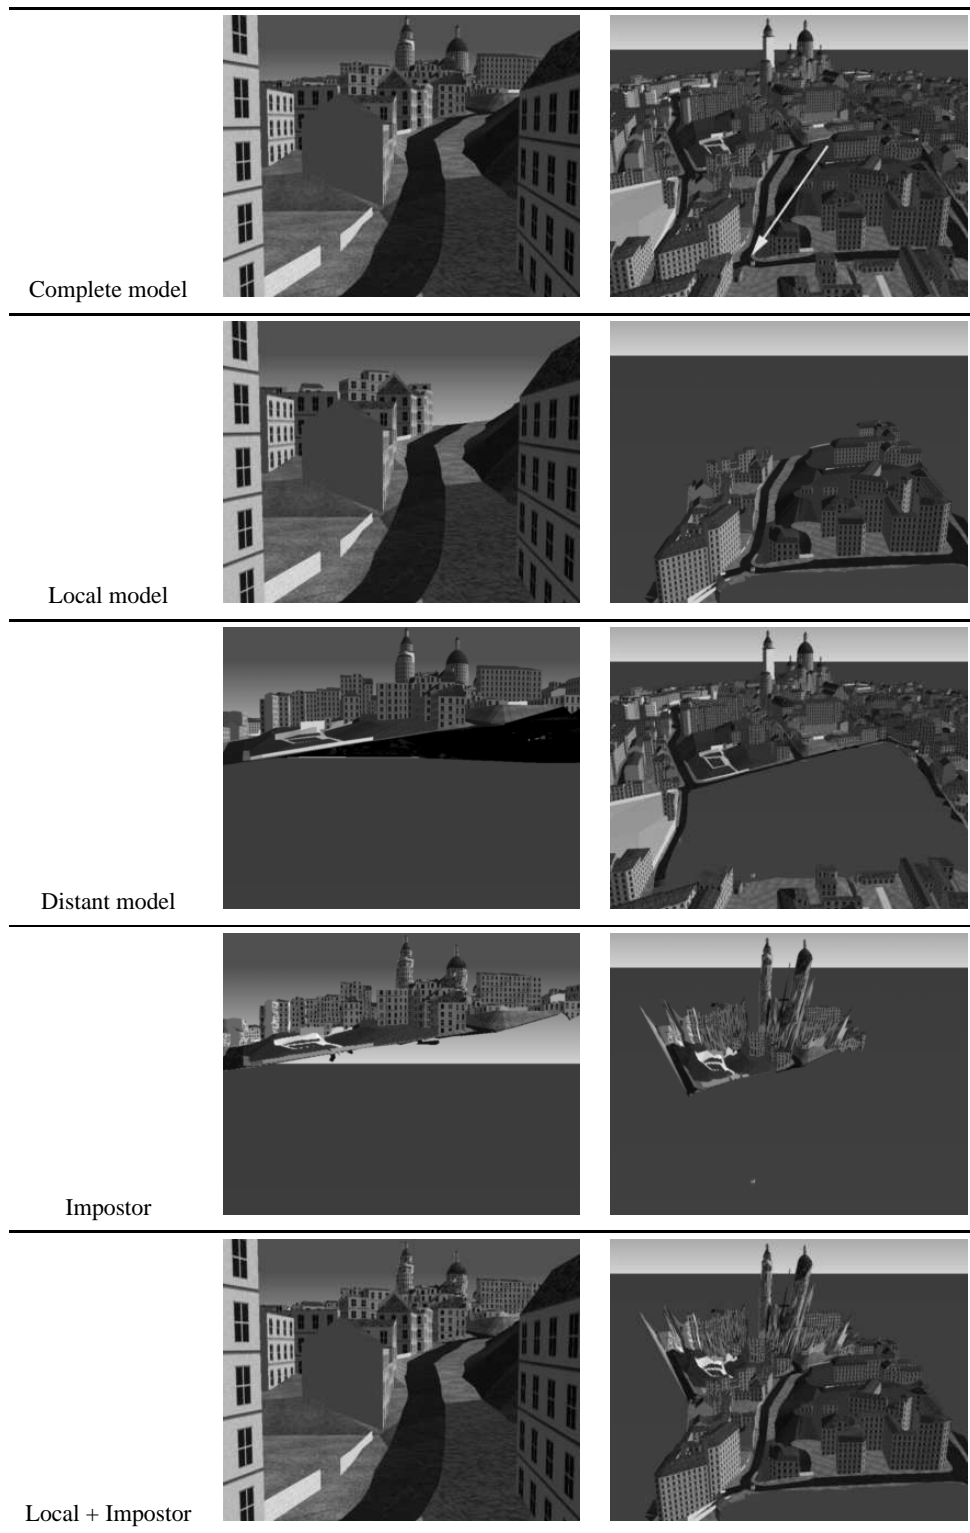 Complete model
Local model
Distant model
Impostor
Local + Impostor